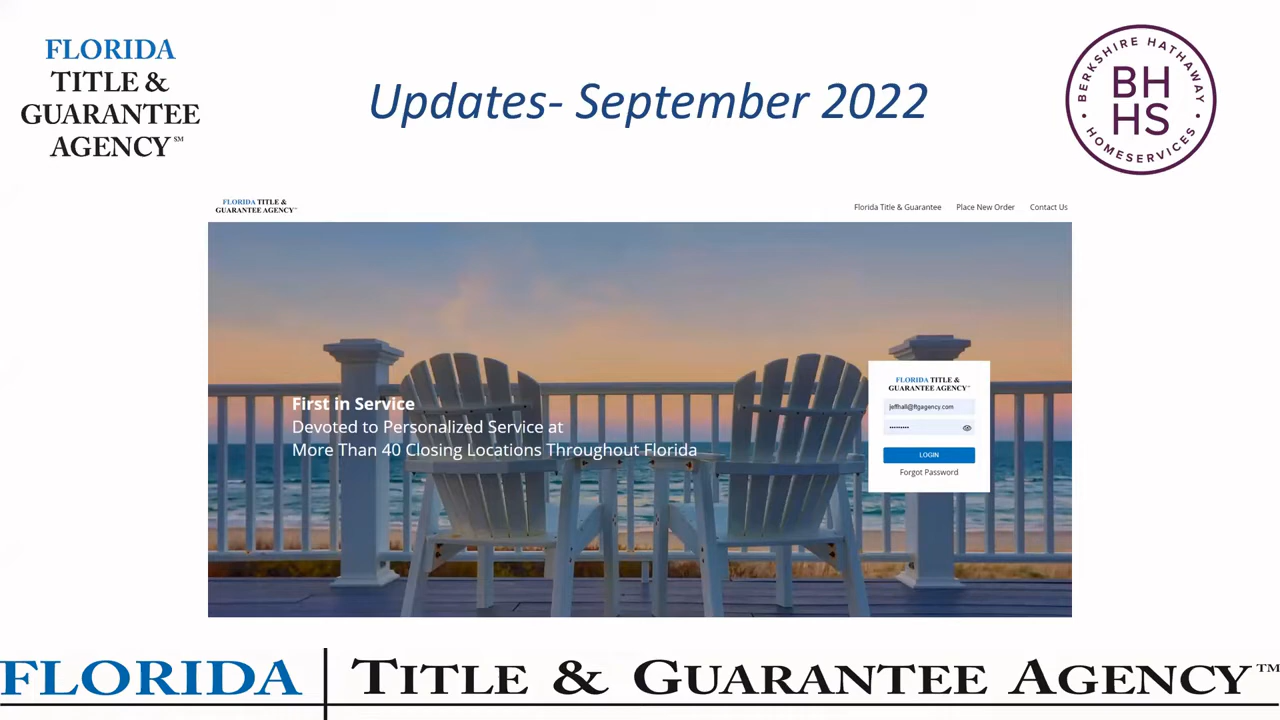 FLORIDA
TITLE &
GUARANTEE
AGENCY℠
Updates- September 2022
BERKSHIRE HATHAWAY
BH
HS
HOMESERVICES
FLORIDA TITLE &
GUARANTEE AGENCY℠
Florida Title & Guarantee Place New Order Contact Us
First in Service
Devoted to Personalized Service at
More Than 40 Closing Locations Throughout Florida
FLORIDA TITLE &
GUARANTEE AGENCY℠
jeffhall@ftgagency.com
LOGIN
Forgot Password
FLORIDA TITLE & GUARANTEE AGENCY™